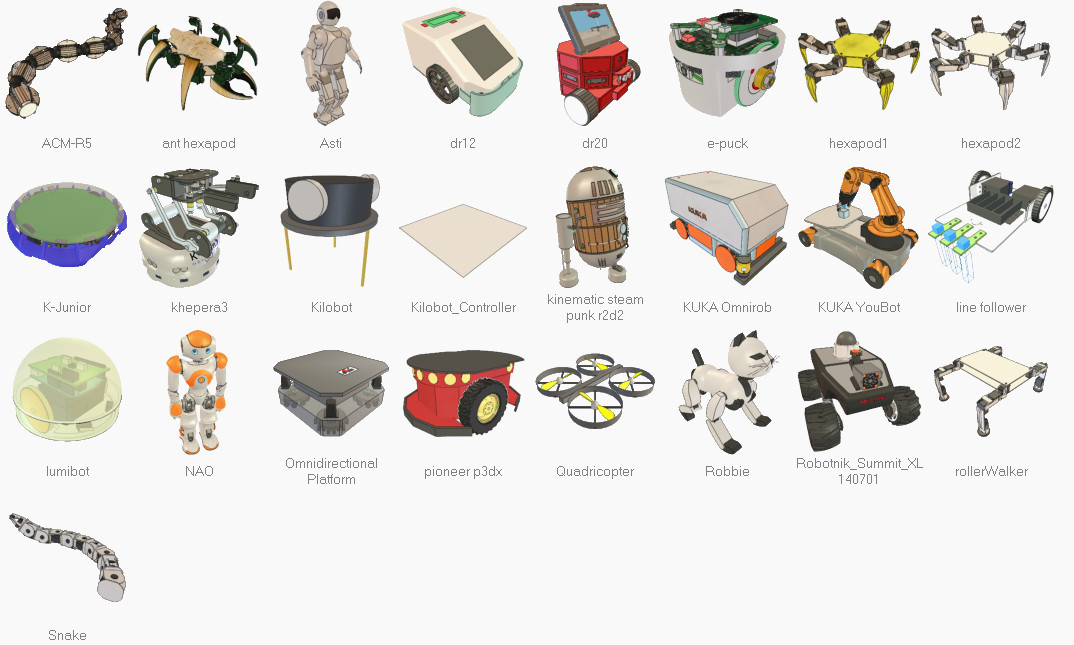 ACM-R5
ant hexapod
Asti
dr12
dr20
e-puck
hexapod1
hexapod2
KUKA
K-Junior
khepera3
Kilobot
Kilobot_Controller
kinematic steam
punk r2d2
KUKA Omnirob
KUKA YouBot
line follower
lumibot
NAO
Omnidirectional
Platform
pioneer p3dx
Quadricopter
Robbie
Robotnik_Summit_XL
140701
rollerWalker
Snake